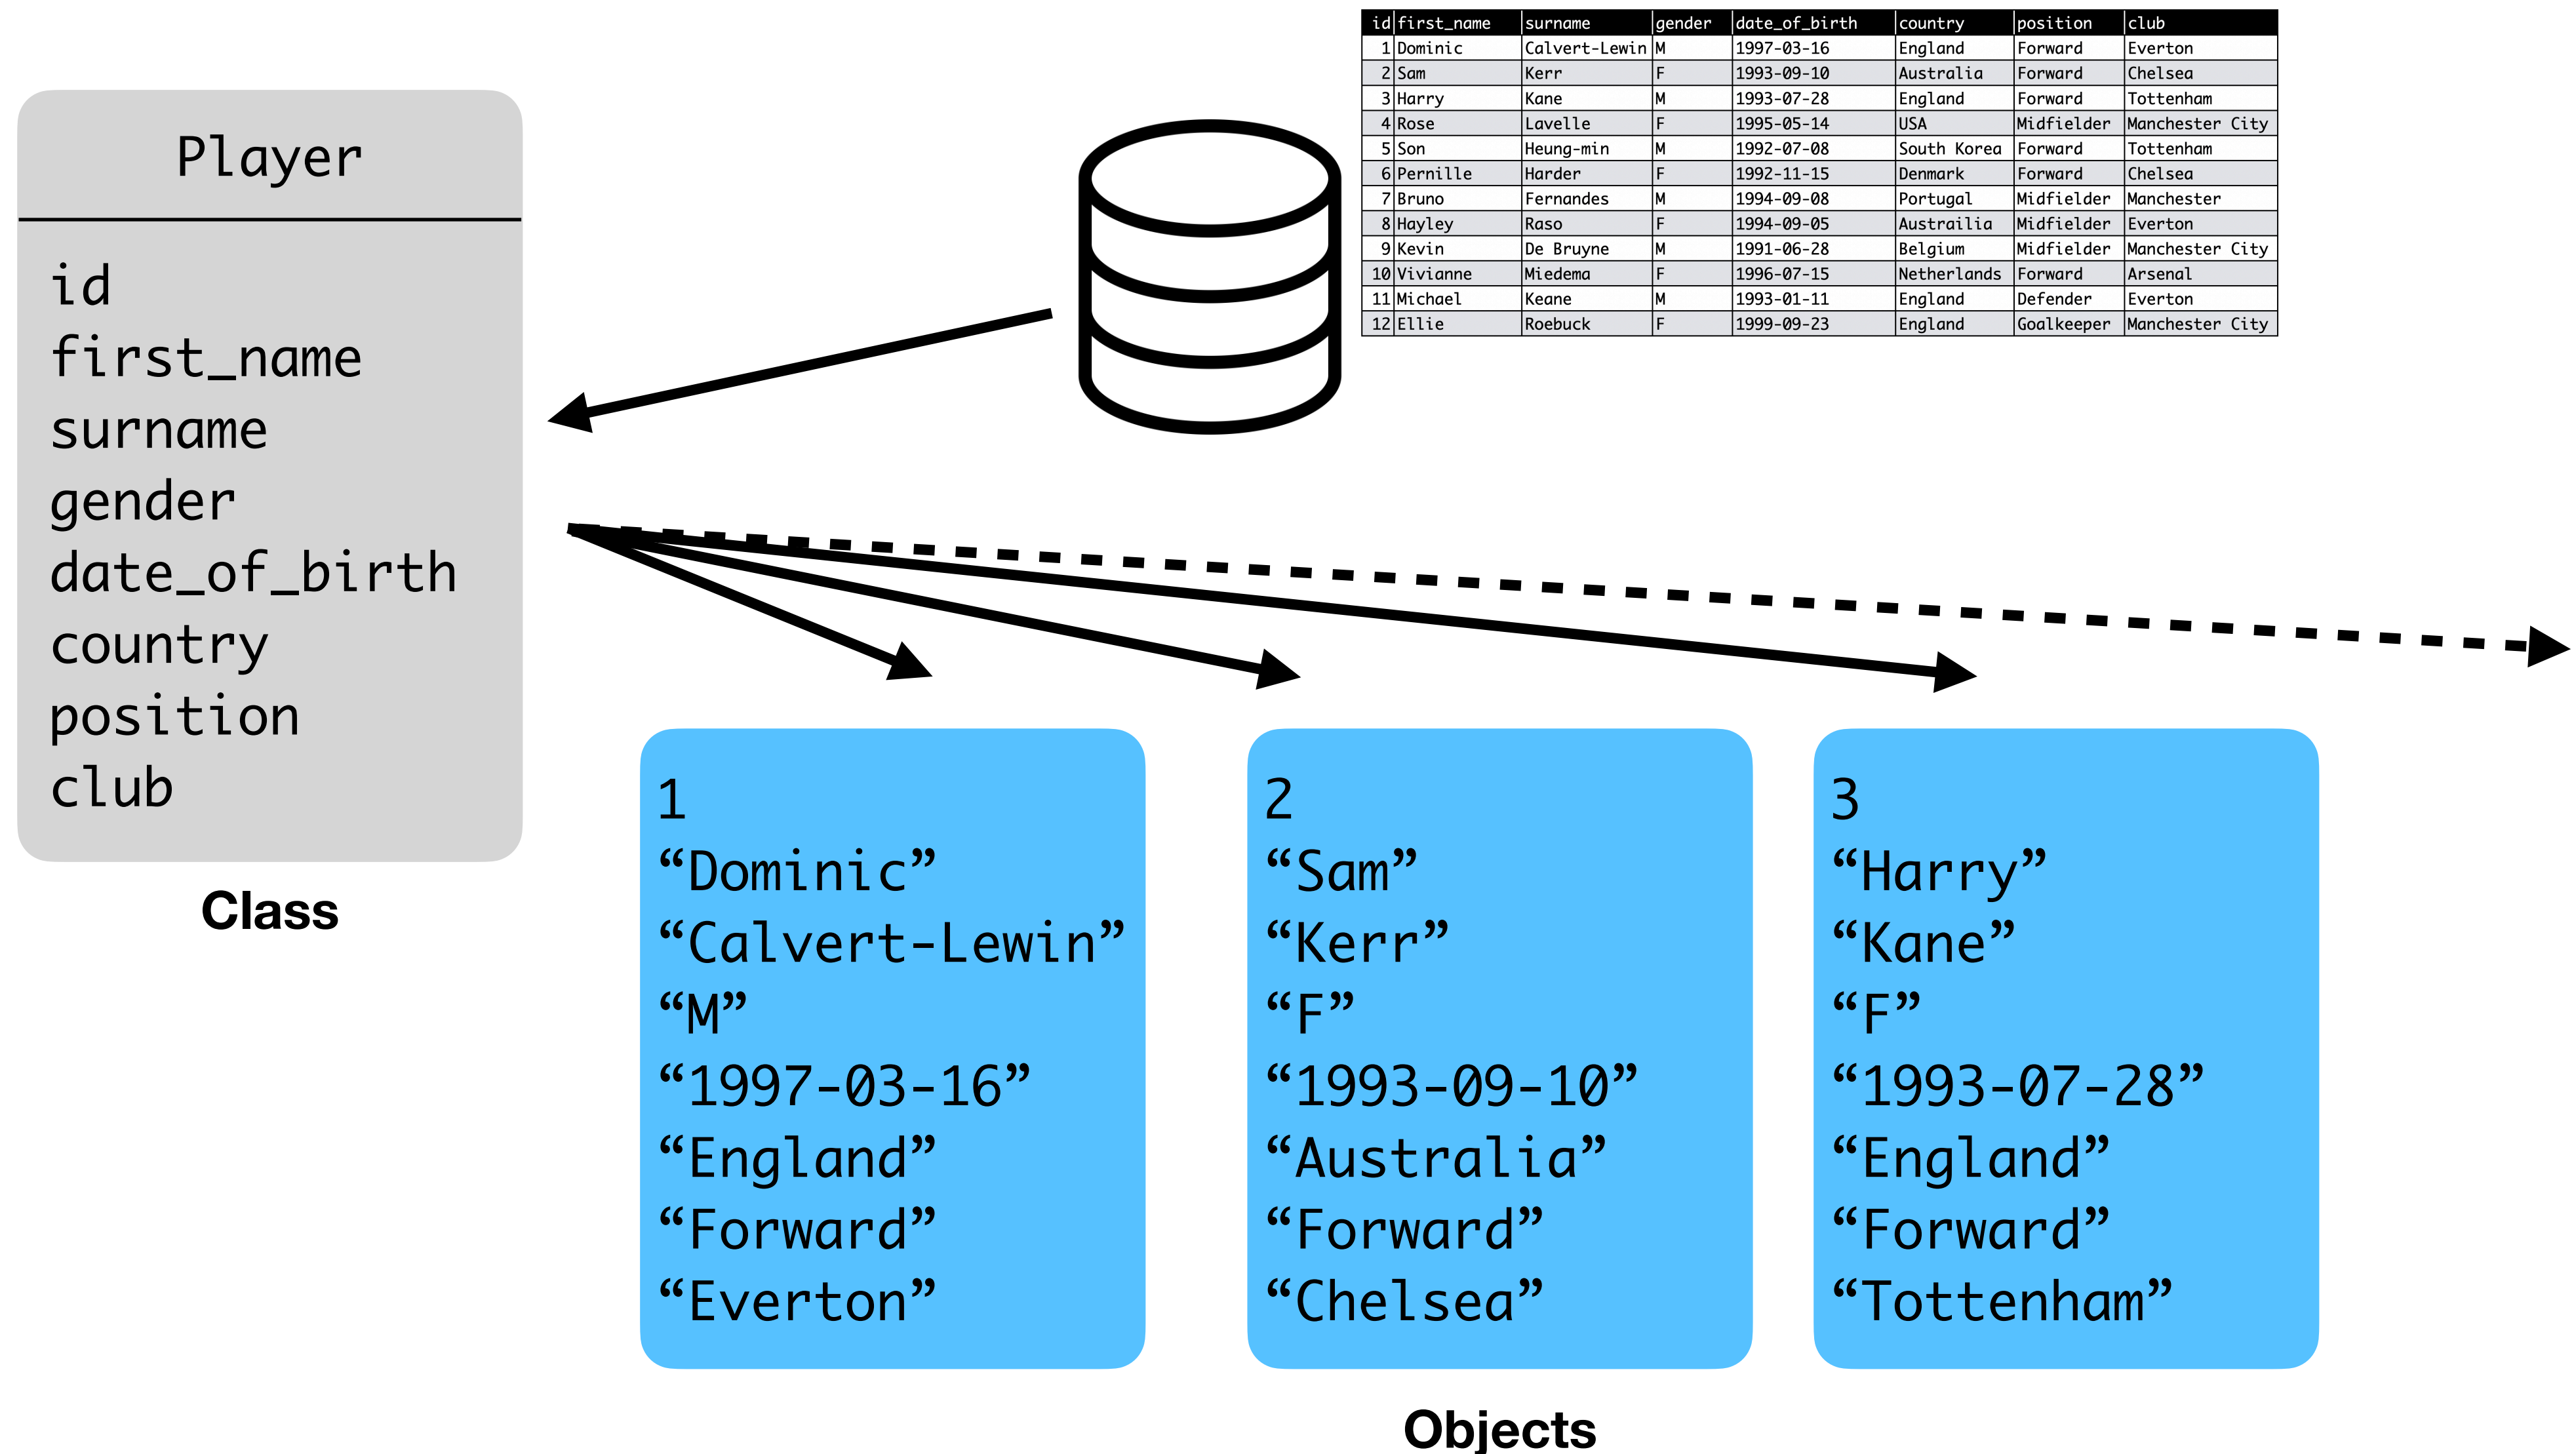 id first_name surname gender date_of_birth country position club
1 Dominic Calvert-Lewin M 1997-03-16 England Forward Everton
2 Sam Kerr F 1993-09-10 Australia Forward Chelsea
3 Harry Kane M 1993-07-28 England Forward Tottenham
4 Rose Lavelle F 1995-05-14 USA Midfielder Manchester City
5 Son Heung-min M 1992-07-08 South Korea Forward Tottenham
6 Pernille Harder F 1992-11-15 Denmark Forward Chelsea
7 Bruno Fernandes M 1994-09-08 Portugal Midfielder Manchester
8 Hayley Raso F 1994-09-05 Austrailia Midfielder Everton
9 Kevin De Bruyne M 1991-06-28 Belgium Midfielder Manchester City
10 Vivianne Miedema F 1996-07-15 Netherlands Forward Arsenal
11 Michael Keane M 1993-01-11 England Defender Everton
12 Ellie Roebuck F 1999-09-23 England Goalkeeper Manchester City
Player
id
first_name
surname
gender
date_of_birth
country
position
club
Class
1
“Dominic”
“Calvert-Lewin”
“M”
“1997-03-16”
“England”
“Forward”
“Everton”
2
“Sam”
“Kerr”
“F”
“1993-09-10”
“Australia”
“Forward”
“Chelsea”
3
“Harry”
“Kane”
“F”
“1993-07-28”
“England”
“Forward”
“Tottenham”
Objects